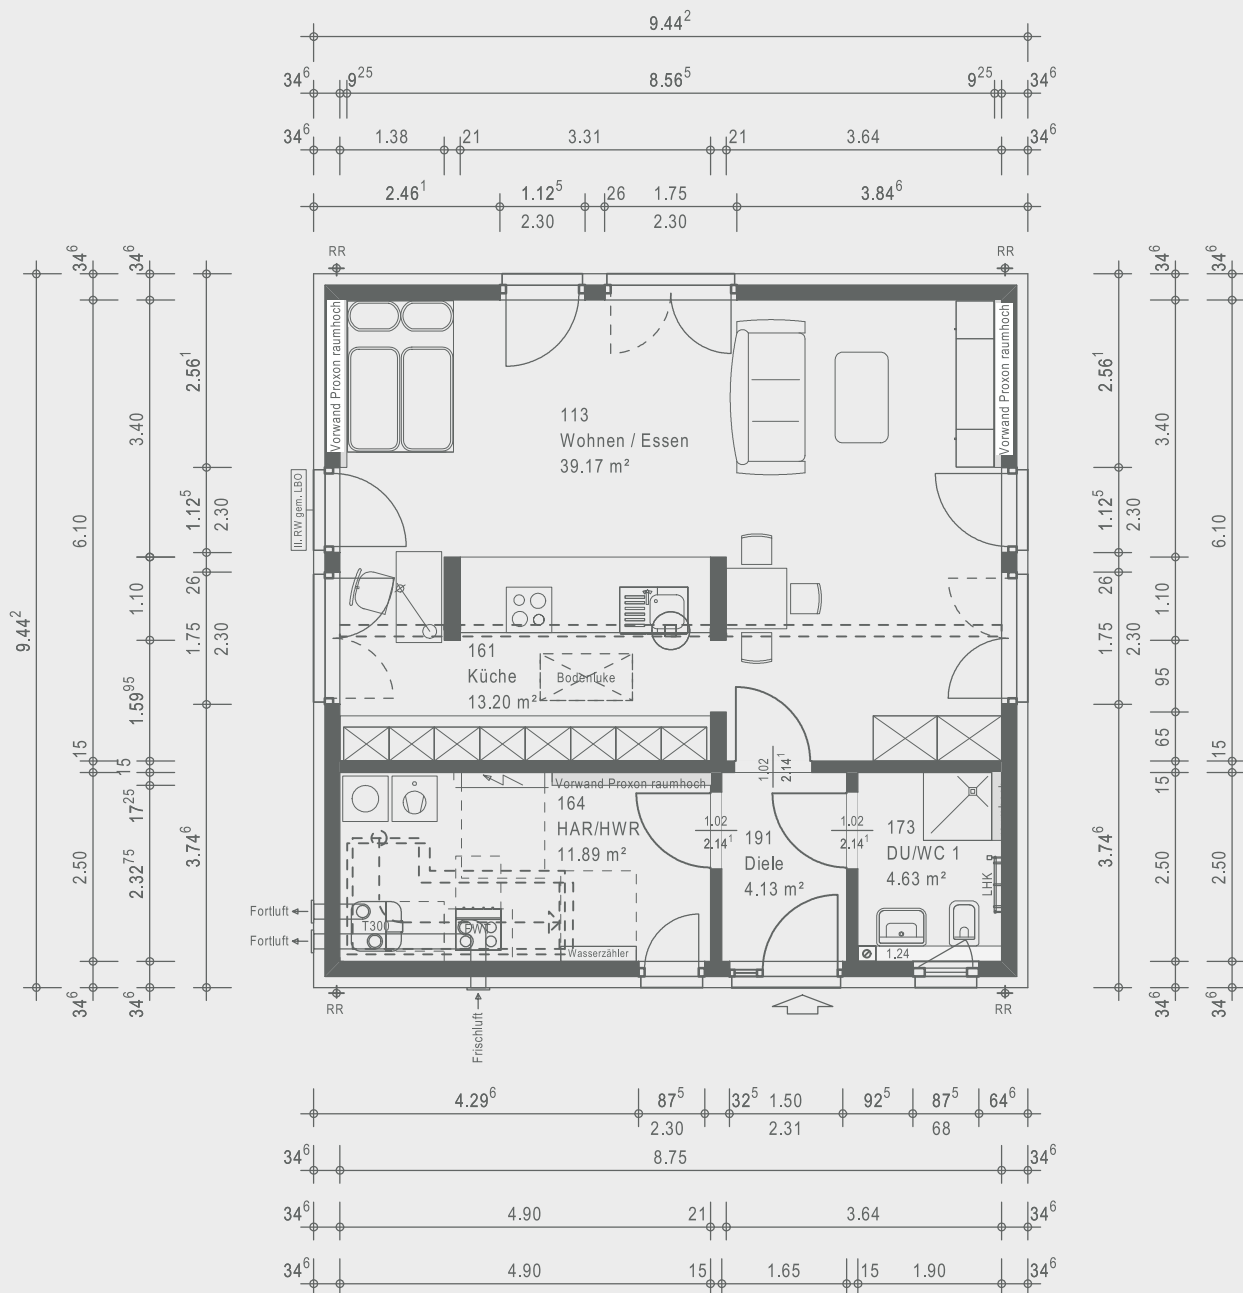 9.44²
34⁶ 9²⁵ 8.56⁵ 9²⁵ 34⁶
34⁶ 1.38 21 3.31 21 3.64 34⁶
2.46¹ 1.12⁵ 26 1.75 3.84⁶
2.30 2.30
RR RR
9.44²
34⁶ 6.10 15 2.50 34⁶
34⁶ 3.40 1.10 1.59⁹⁵ 15 17²⁵ 2.32⁷⁵ 34⁶
2.56¹ 1.12⁵ 26 1.75 3.74⁶
2.30 2.30
Vorwand Proxon raumhoch
Vorwand Proxon raumhoch
II. RW gem. LBO
113
Wohnen / Essen
39.17 m²
161
Küche
13.20 m²
Bodenluke
Vorwand Proxon raumhoch
164
HAR/HWR
11.89 m²
1.02
2.14¹
1.02
2.14¹
191
Diele
4.13 m²
1.02
2.14¹
173
DU/WC 1
4.63 m²
LHK
1.24
T300
FWT
Wasserzähler
Fortluft
Fortluft
Frischluft
RR RR
2.56¹ 1.12⁵ 26 1.75 3.74⁶
2.30 2.30
34⁶ 3.40 1.10 95 65 15 2.50 34⁶
34⁶ 6.10 15 2.50 34⁶
4.29⁶ 87⁵ 32⁵ 1.50 92⁵ 87⁵ 64⁶
2.30 2.31 68
34⁶ 8.75 34⁶
34⁶ 4.90 21 3.64 34⁶
34⁶ 4.90 15 1.65 15 1.90 34⁶